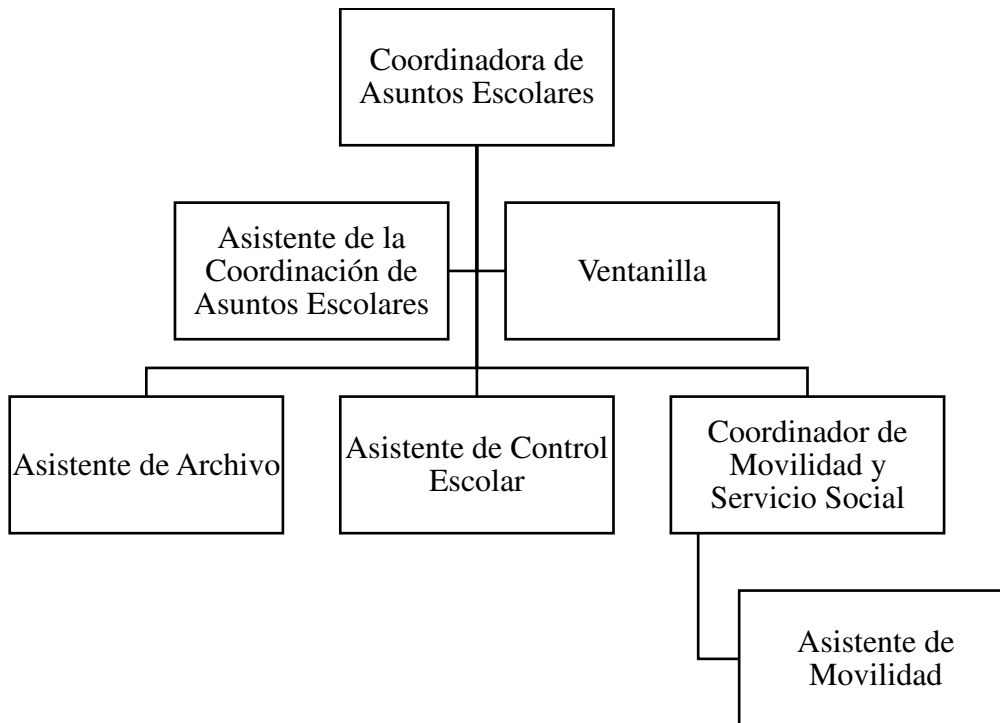 Coordinadora de
Asuntos Escolares
Asistente de la
Coordinación de
Asuntos Escolares
Ventanilla
Asistente de Archivo
Asistente de Control
Escolar
Coordinador de
Movilidad y
Servicio Social
Asistente de
Movilidad